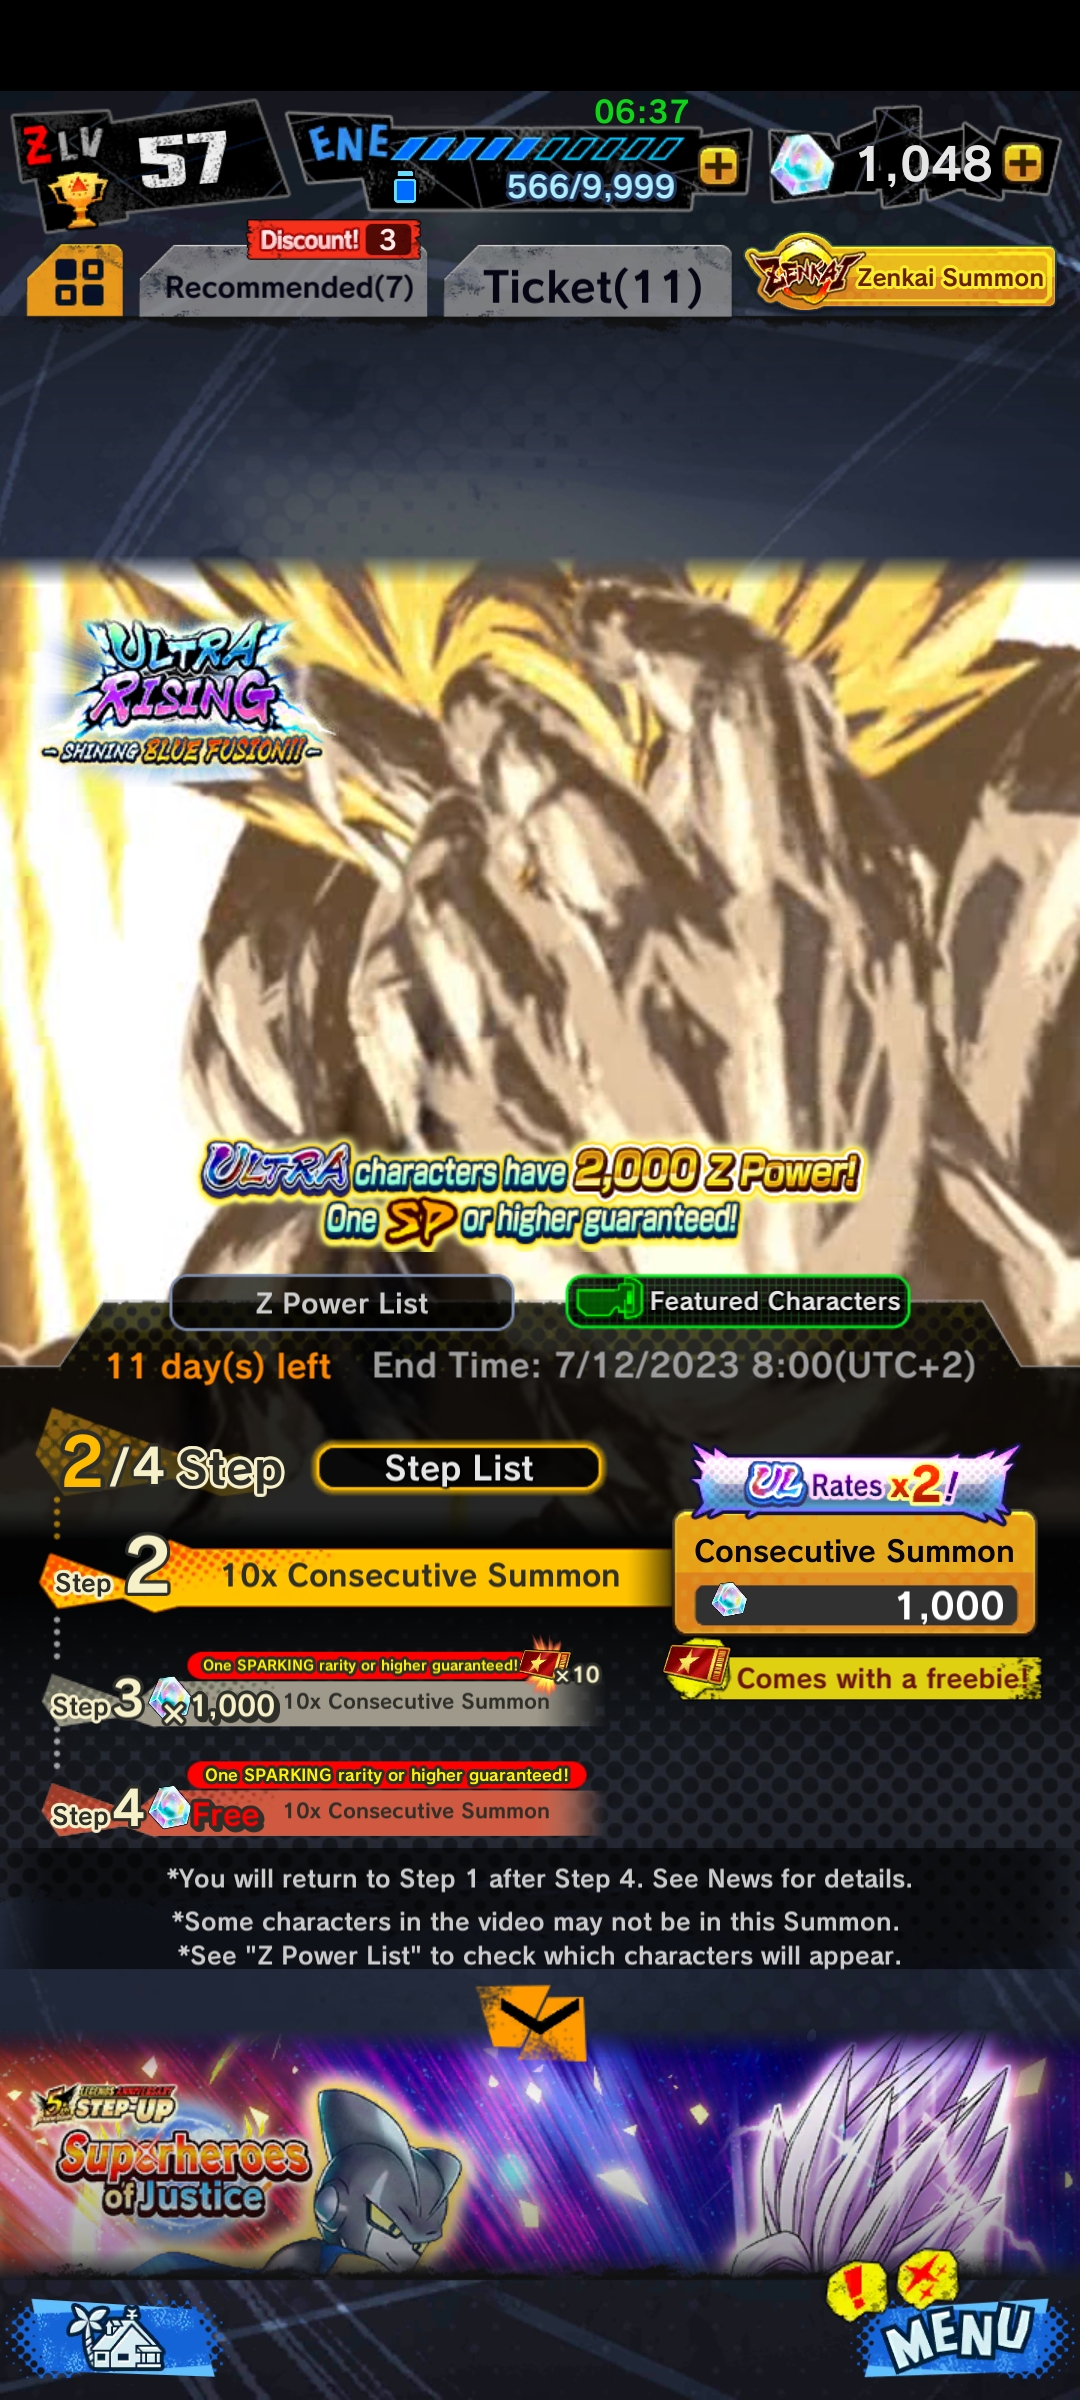 06:37
Z LV 57
ENE
566/9,999
1,048
Discount! 3
Recommended(7)
Ticket(11)
ZENKAI Zenkai Summon
ULTRA
RISING
- SHINING BLUE FUSION!! -
ULTRA characters have 2,000 Z Power!
One SP or higher guaranteed!
Z Power List
Featured Characters
11 day(s) left End Time: 7/12/2023 8:00(UTC+2)
2/4 Step
Step List
UL Rates x2!
Step 2 10x Consecutive Summon
Consecutive Summon
1,000
One SPARKING rarity or higher guaranteed! ×10
Step 3 ×1,000 10x Consecutive Summon
Comes with a freebie!
One SPARKING rarity or higher guaranteed!
Step 4 Free 10x Consecutive Summon
*You will return to Step 1 after Step 4. See News for details.
*Some characters in the video may not be in this Summon.
*See "Z Power List" to check which characters will appear.
5th LEGENDS ANNIVERSARY
STEP-UP
Superheroes
of Justice
MENU